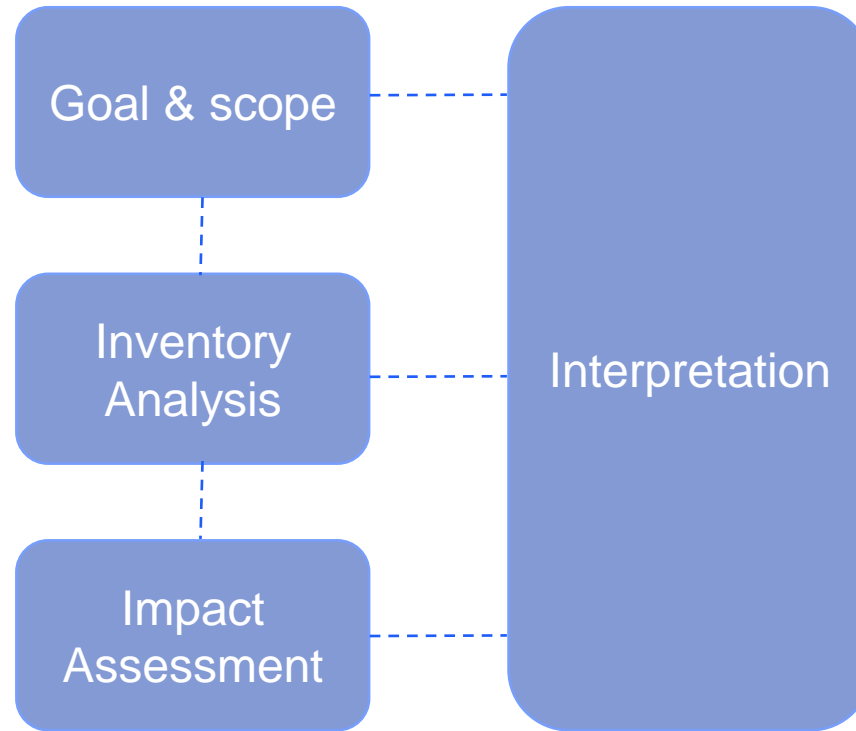 Goal & scope
Inventory
Analysis
Interpretation
Impact
Assessment